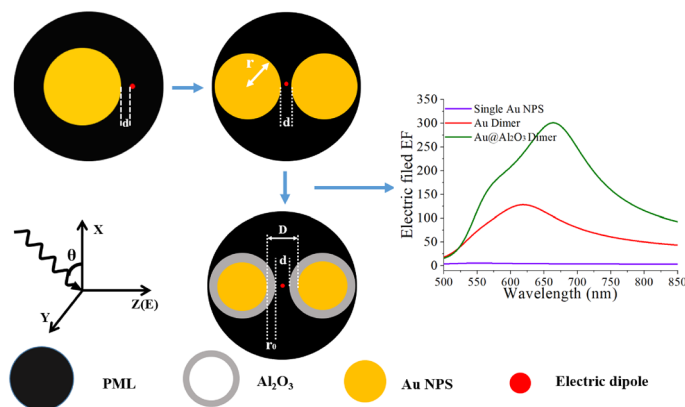 d
r
d
D
d
r₀
X
θ
Z(E)
Y
Electric filed EF
350
300
250
200
150
100
50
0
Single Au NPS
Au Dimer
Au@Al₂O₃ Dimer
500 550 600 650 700 750 800 850
Wavelength (nm)
PML
Al₂O₃
Au NPS
Electric dipole